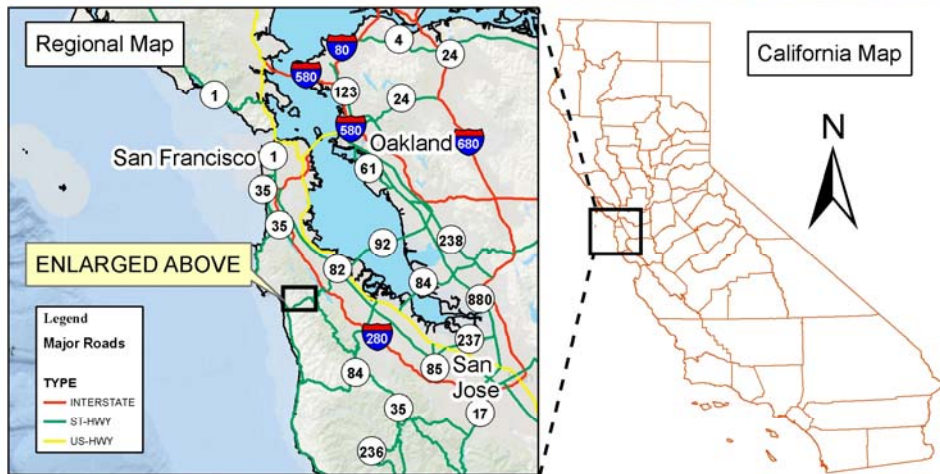 Regional Map
California Map
N
80
4
24
580
123
24
1
580
Oakland
680
San Francisco
1
61
35
35
92
238
ENLARGED ABOVE
82
84
880
Legend
Major Roads
TYPE
INTERSTATE
ST-HWY
US-HWY
280
237
84
85
San
Jose
35
17
236